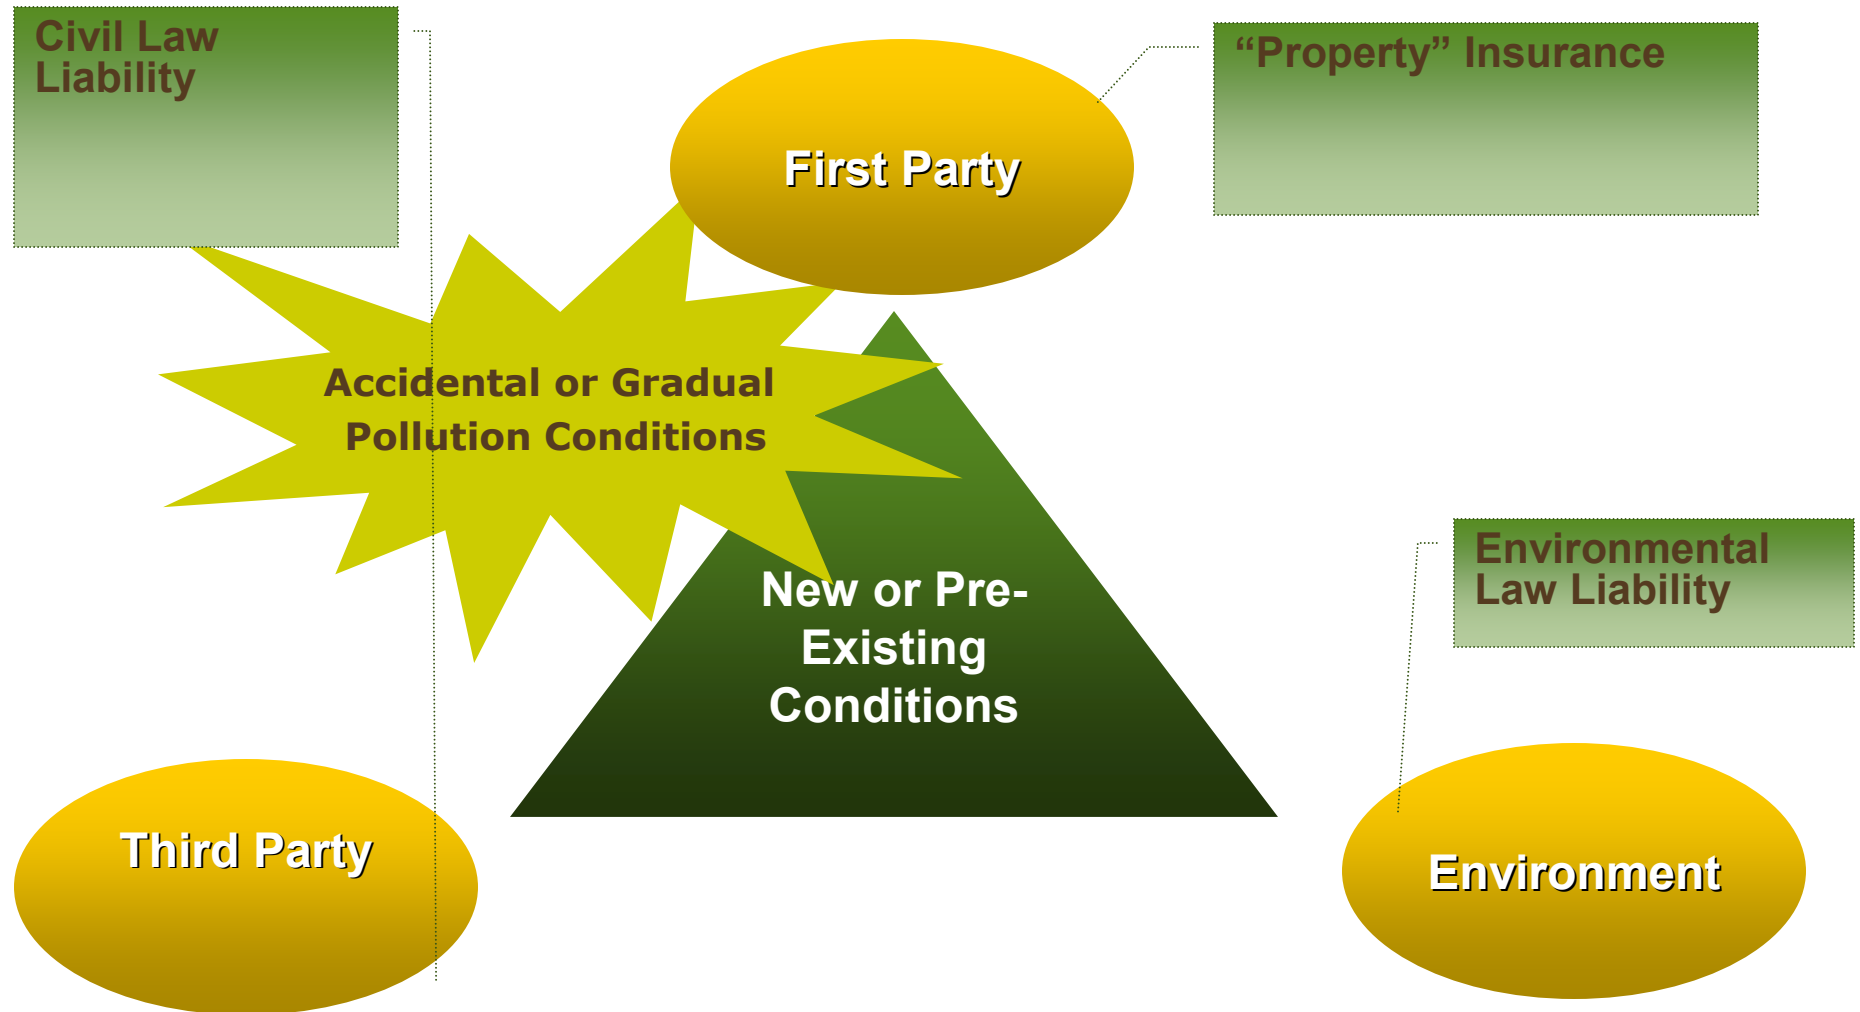 Civil Law
Liability
“Property” Insurance
First Party
Accidental or Gradual
Pollution Conditions
New or Pre-
Existing
Conditions
Environmental
Law Liability
Third Party
Environment